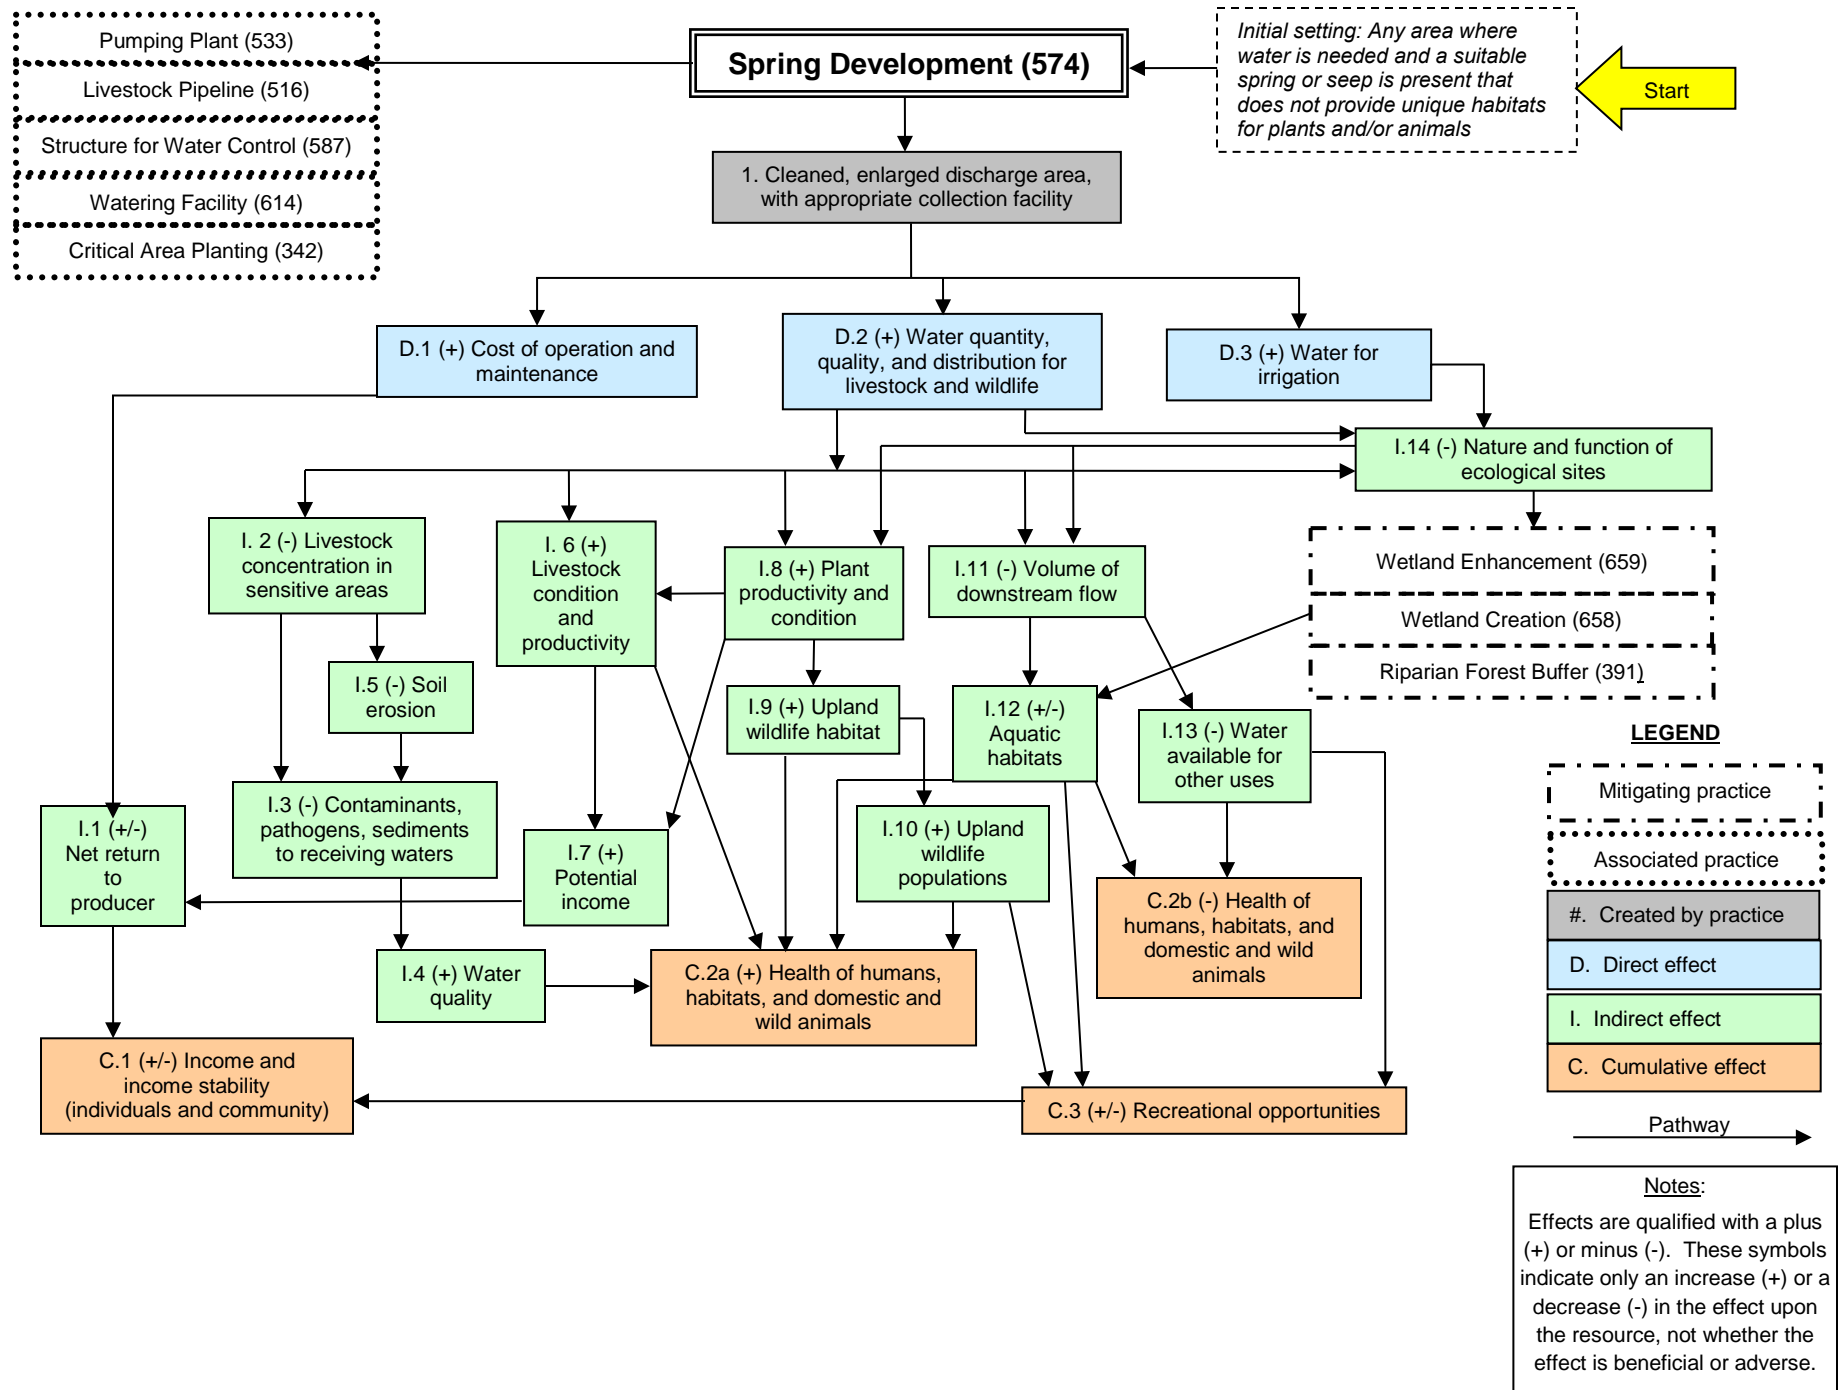 Pumping Plant (533)
Livestock Pipeline (516)
Structure for Water Control (587)
Watering Facility (614)
Critical Area Planting (342)
Spring Development (574)
Initial setting: Any area where
water is needed and a suitable
spring or seep is present that
does not provide unique habitats
for plants and/or animals
Start
1. Cleaned, enlarged discharge area,
with appropriate collection facility
D.1 (+) Cost of operation and
maintenance
D.2 (+) Water quantity,
quality, and distribution for
livestock and wildlife
D.3 (+) Water for
irrigation
I.14 (-) Nature and function of
ecological sites
I. 2 (-) Livestock
concentration in
sensitive areas
I. 6 (+)
Livestock
condition
and
productivity
I.8 (+) Plant
productivity and
condition
I.11 (-) Volume of
downstream flow
Wetland Enhancement (659)
Wetland Creation (658)
Riparian Forest Buffer (391)
I.5 (-) Soil
erosion
I.9 (+) Upland
wildlife habitat
I.12 (+/-)
Aquatic
habitats
I.13 (-) Water
available for
other uses
I.1 (+/-)
Net return
to
producer
I.3 (-) Contaminants,
pathogens, sediments
to receiving waters
I.7 (+)
Potential
income
I.10 (+) Upland
wildlife
populations
C.2b (-) Health of
humans, habitats, and
domestic and wild
animals
I.4 (+) Water
quality
C.2a (+) Health of humans,
habitats, and domestic and
wild animals
C.1 (+/-) Income and
income stability
(individuals and community)
C.3 (+/-) Recreational opportunities
LEGEND
Mitigating practice
Associated practice
#. Created by practice
D. Direct effect
I. Indirect effect
C. Cumulative effect
Pathway
Notes:
Effects are qualified with a plus
(+) or minus (-). These symbols
indicate only an increase (+) or a
decrease (-) in the effect upon
the resource, not whether the
effect is beneficial or adverse.